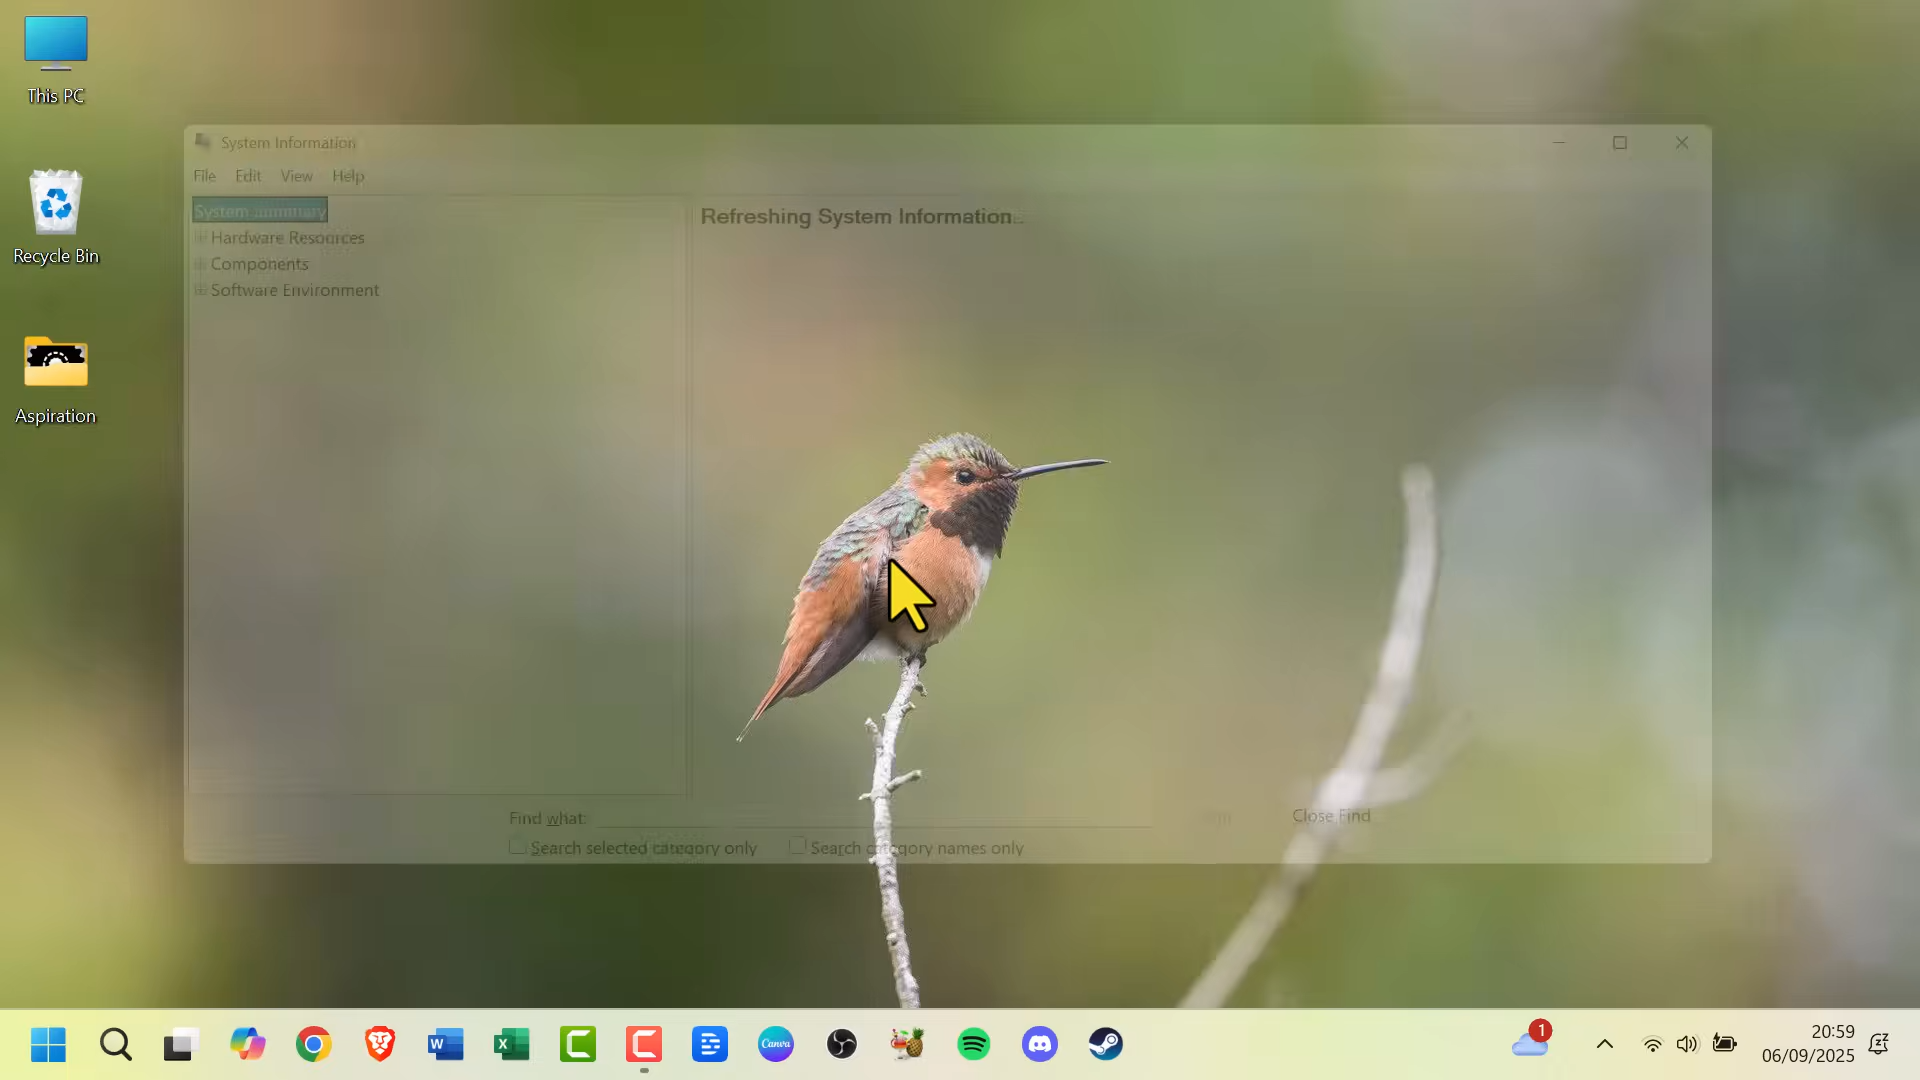 This PC
Recycle Bin
Aspiration
System Information
File Edit View Help
System Summary
Hardware Resources
Components
Software Environment
Refreshing System Information...
Find what:
Close Find
Search selected category only
Search category names only
W
X
Canva
1
20:59
06/09/2025